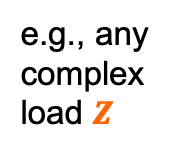 e.g., any
complex
load Z